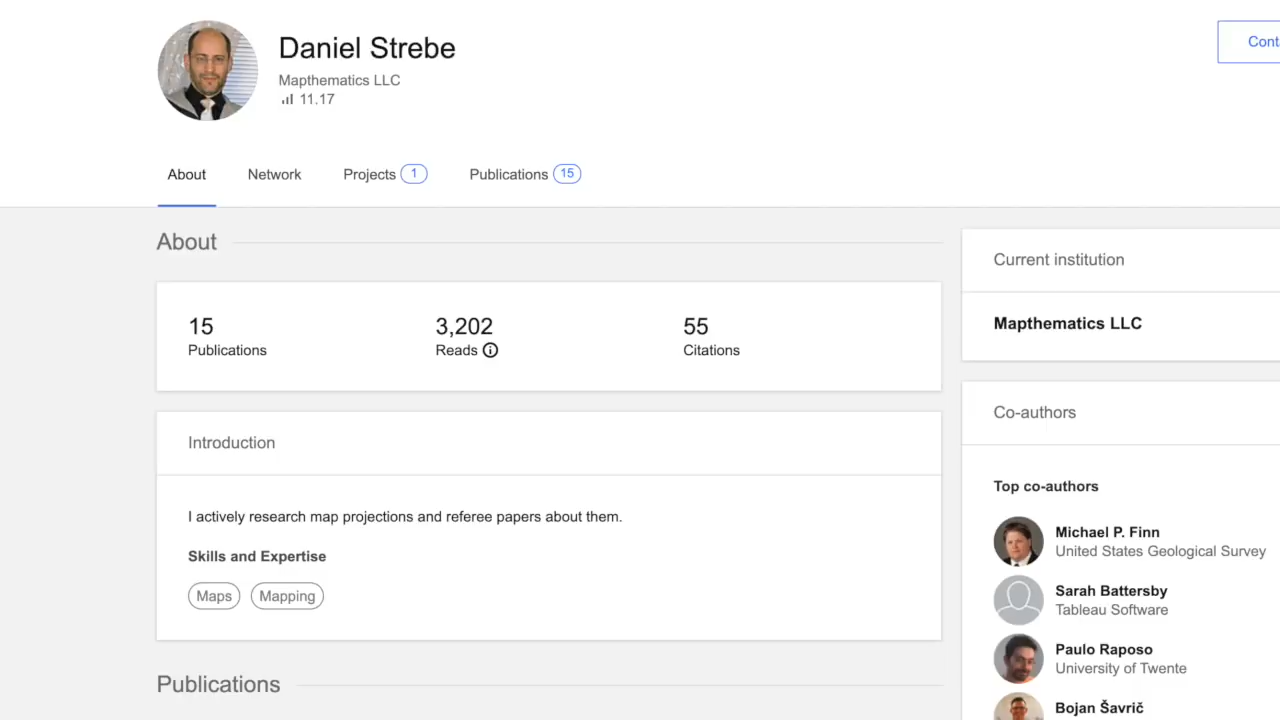 Daniel Strebe
Mapthematics LLC
11.17
About
Network
Projects 1
Publications 15
About
15
Publications
3,202
Reads
55
Citations
Introduction
I actively research map projections and referee papers about them.
Skills and Expertise
Maps
Mapping
Publications
Cont
Current institution
Mapthematics LLC
Co-authors
Top co-authors
Michael P. Finn
United States Geological Survey
Sarah Battersby
Tableau Software
Paulo Raposo
University of Twente
Bojan Šavrič